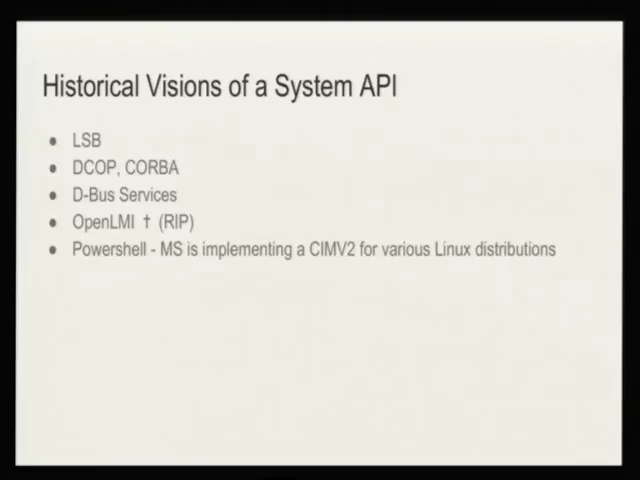 Historical Visions of a System API
● LSB
● DCOP, CORBA
● D-Bus Services
● OpenLMI † (RIP)
● Powershell - MS is implementing a CIMV2 for various Linux distributions